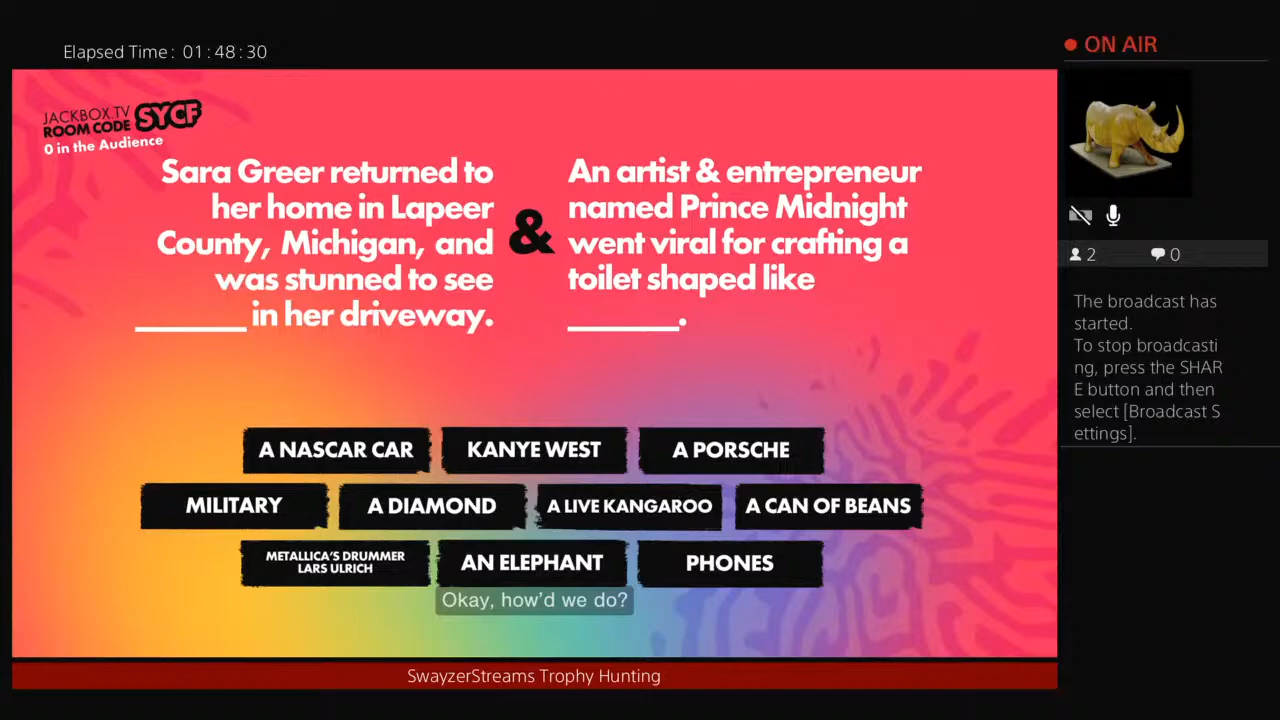 Elapsed Time: 01:48:30
ON AIR
JACKBOX.TV
ROOM CODE SYCF
0 in the Audience
Sara Greer returned to
her home in Lapeer
County, Michigan, and
was stunned to see
______ in her driveway.
&
An artist & entrepreneur
named Prince Midnight
went viral for crafting a
toilet shaped like
______.
2
0
The broadcast has
started.
To stop broadcasti
ng, press the SHAR
E button and then
select [Broadcast S
ettings].
A NASCAR CAR
KANYE WEST
A PORSCHE
MILITARY
A DIAMOND
A LIVE KANGAROO
A CAN OF BEANS
METALLICA'S DRUMMER
LARS ULRICH
AN ELEPHANT
PHONES
Okay, how'd we do?
SwayzerStreams Trophy Hunting